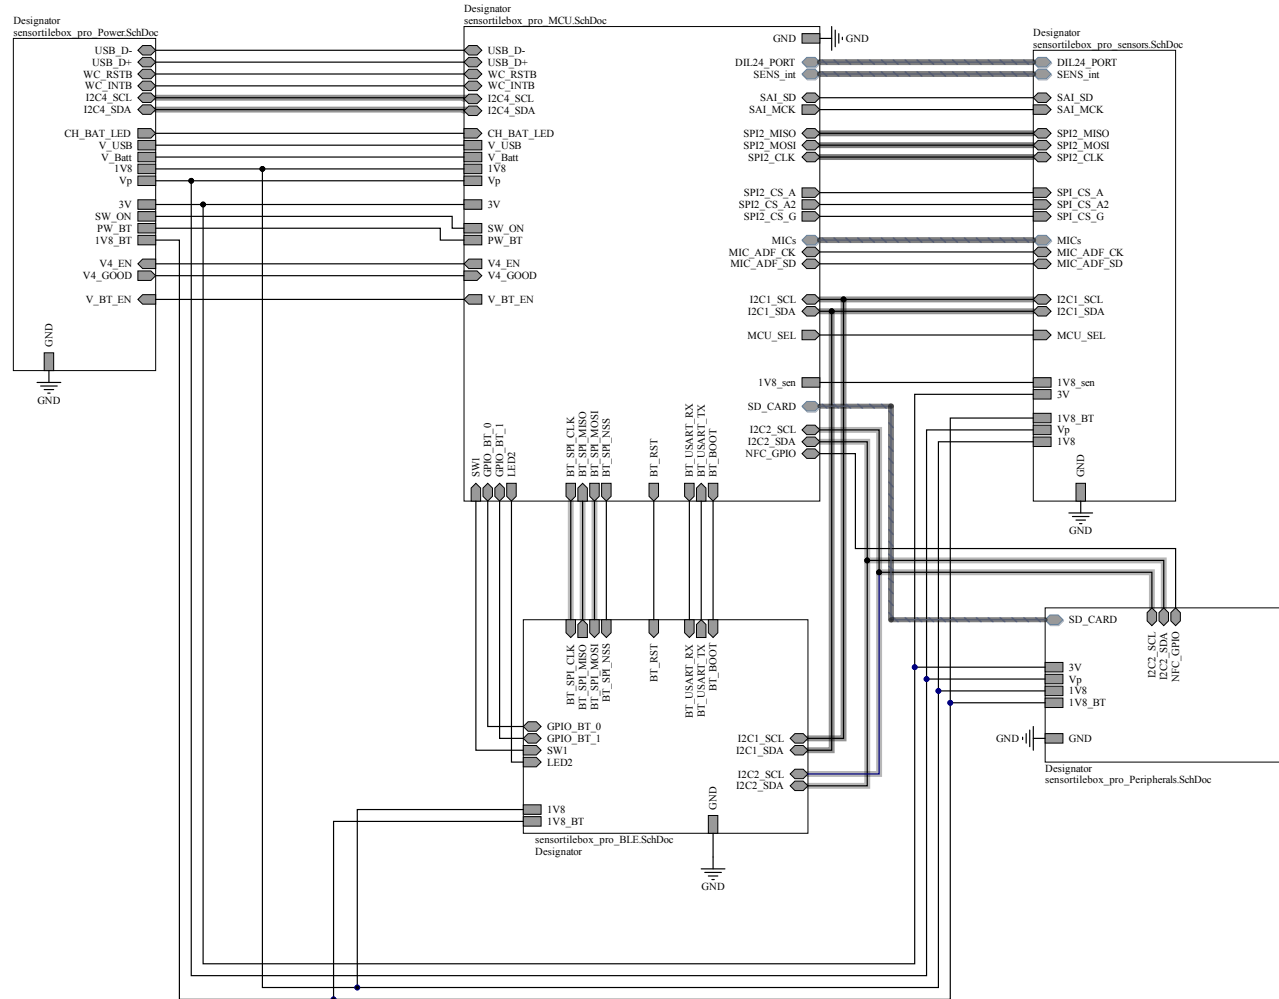 Designator
sensortilebox_pro_Power.SchDoc
USB_D-
USB_D+
WC_RSTB
WC_INTB
I2C4_SCL
I2C4_SDA
CH_BAT_LED
V_USB
V_Batt
1V8
Vp
3V
SW_ON
PW_BT
1V8_BT
V4_EN
V4_GOOD
V_BT_EN
GND
GND
Designator
sensortilebox_pro_MCU.SchDoc
USB_D-
USB_D+
WC_RSTB
WC_INTB
I2C4_SCL
I2C4_SDA
CH_BAT_LED
V_USB
V_Batt
1V8
Vp
3V
SW_ON
PW_BT
V4_EN
V4_GOOD
V_BT_EN
GND
GND
DIL24_PORT
SENS_int
SAI_SD
SAI_MCK
SPI2_MISO
SPI2_MOSI
SPI2_CLK
SPI2_CS_A
SPI2_CS_A2
SPI2_CS_G
MICs
MIC_ADF_CK
MIC_ADF_SD
I2C1_SCL
I2C1_SDA
MCU_SEL
1V8_sen
SD_CARD
I2C2_SCL
I2C2_SDA
NFC_GPIO
SW1
GPIO_BT_0
GPIO_BT_1
LED2
BT_SPI_CLK
BT_SPI_MISO
BT_SPI_MOSI
BT_SPI_NSS
BT_RST
BT_USART_RX
BT_USART_TX
BT_BOOT
Designator
sensortilebox_pro_sensors.SchDoc
DIL24_PORT
SENS_int
SAI_SD
SAI_MCK
SPI2_MISO
SPI2_MOSI
SPI2_CLK
SPI_CS_A
SPI_CS_A2
SPI_CS_G
MICs
MIC_ADF_CK
MIC_ADF_SD
I2C1_SCL
I2C1_SDA
MCU_SEL
1V8_sen
3V
1V8_BT
Vp
1V8
GND
GND
BT_SPI_CLK
BT_SPI_MISO
BT_SPI_MOSI
BT_SPI_NSS
BT_RST
BT_USART_RX
BT_USART_TX
BT_BOOT
GPIO_BT_0
GPIO_BT_1
SW1
LED2
1V8
1V8_BT
I2C1_SCL
I2C1_SDA
I2C2_SCL
I2C2_SDA
GND
sensortilebox_pro_BLE.SchDoc
Designator
GND
SD_CARD
I2C2_SCL
I2C2_SDA
NFC_GPIO
3V
Vp
1V8
1V8_BT
GND
GND
Designator
sensortilebox_pro_Peripherals.SchDoc